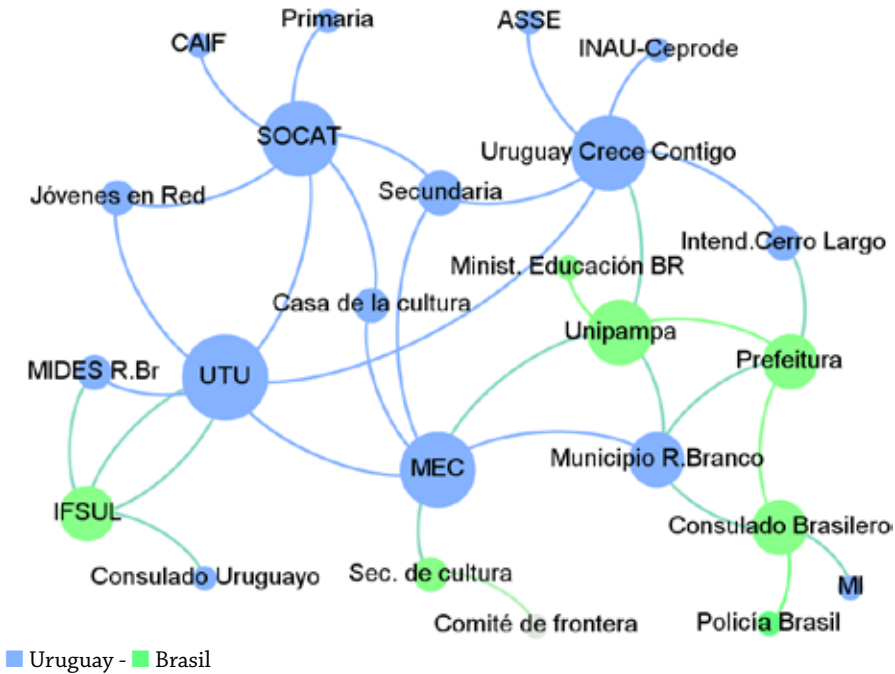 Primaria
ASSE
CAIF
INAU-Ceprode
SOCAT
Uruguay Crece Contigo
Jóvenes en Red
Secundaria
Intend.Cerro Largo
Minist. Educación BR
Casa de la cultura
Unipampa
Prefeitura
MIDES R.Br
UTU
MEC
Municipio R.Branco
IFSUL
Consulado Brasilero
Consulado Uruguayo
Sec. de cultura
MI
Comité de frontera
Policía Brasil
Uruguay - Brasil